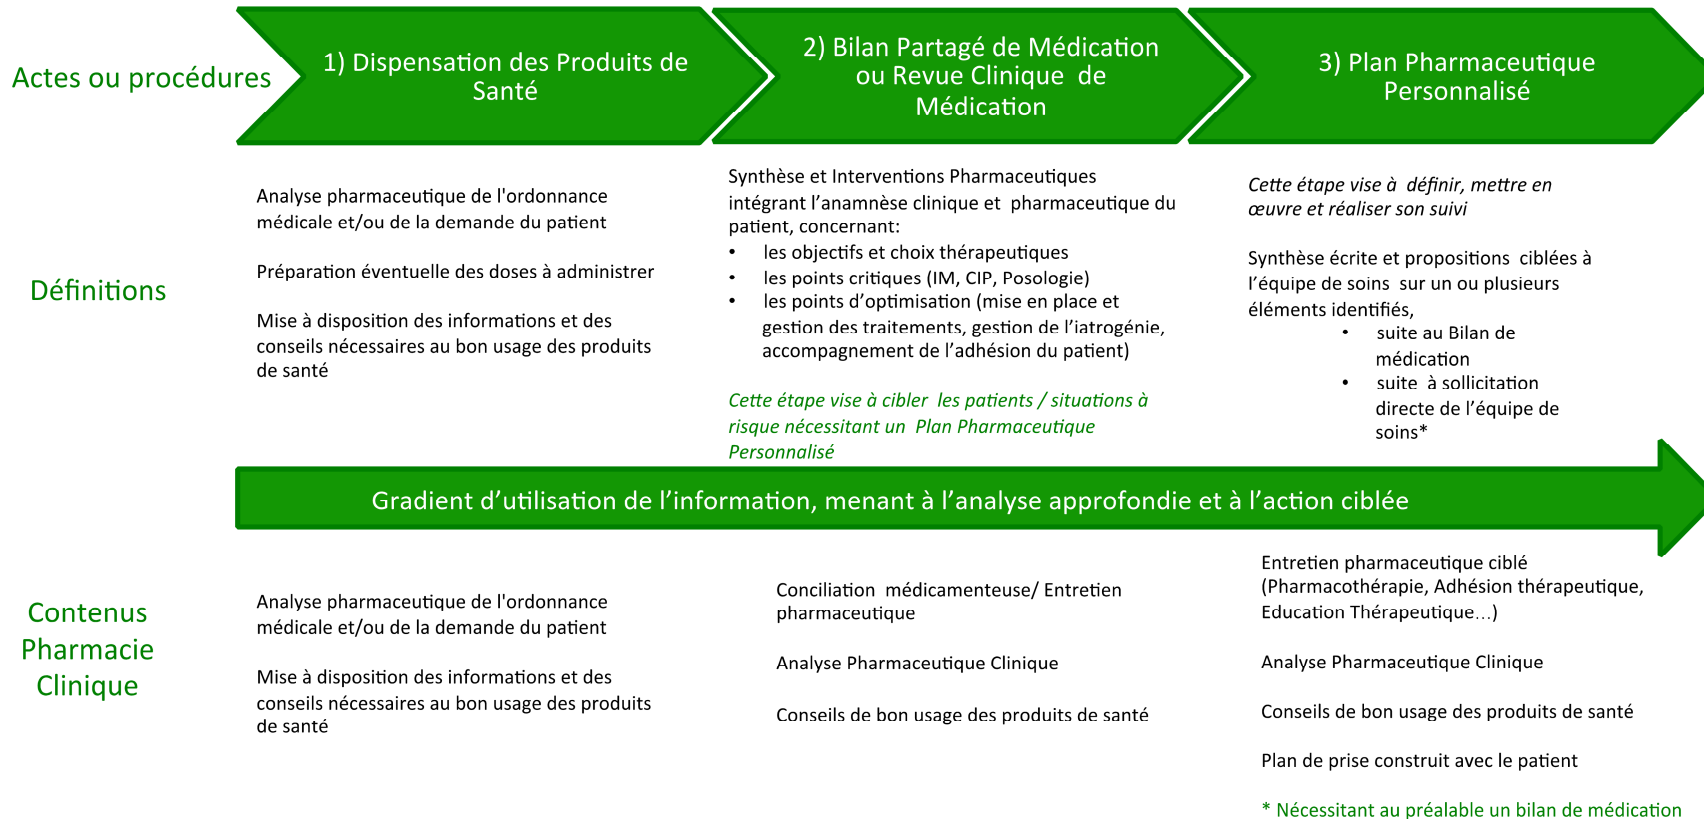 Actes ou procédures
1) Dispensation des Produits de
Santé
2) Bilan Partagé de Médication
ou Revue Clinique de
Médication
3) Plan Pharmaceutique
Personnalisé
Définitions
Analyse pharmaceutique de l'ordonnance
médicale et/ou de la demande du patient
Préparation éventuelle des doses à administrer
Mise à disposition des informations et des
conseils nécessaires au bon usage des produits
de santé
Synthèse et Interventions Pharmaceutiques
intégrant l’anamnèse clinique et pharmaceutique du
patient, concernant:
• les objectifs et choix thérapeutiques
• les points critiques (IM, CIP, Posologie)
• les points d’optimisation (mise en place et
gestion des traitements, gestion de l’iatrogénie,
accompagnement de l’adhésion du patient)
Cette étape vise à cibler les patients / situations à
risque nécessitant un Plan Pharmaceutique
Personnalisé
Cette étape vise à définir, mettre en
œuvre et réaliser son suivi
Synthèse écrite et propositions ciblées à
l’équipe de soins sur un ou plusieurs
éléments identifiés,
• suite au Bilan de
médication
• suite à sollicitation
directe de l’équipe de
soins*
Gradient d’utilisation de l’information, menant à l’analyse approfondie et à l’action ciblée
Contenus
Pharmacie
Clinique
Analyse pharmaceutique de l'ordonnance
médicale et/ou de la demande du patient
Mise à disposition des informations et des
conseils nécessaires au bon usage des produits
de santé
Conciliation médicamenteuse/ Entretien
pharmaceutique
Analyse Pharmaceutique Clinique
Conseils de bon usage des produits de santé
Entretien pharmaceutique ciblé
(Pharmacothérapie, Adhésion thérapeutique,
Education Thérapeutique...)
Analyse Pharmaceutique Clinique
Conseils de bon usage des produits de santé
Plan de prise construit avec le patient
* Nécessitant au préalable un bilan de médication